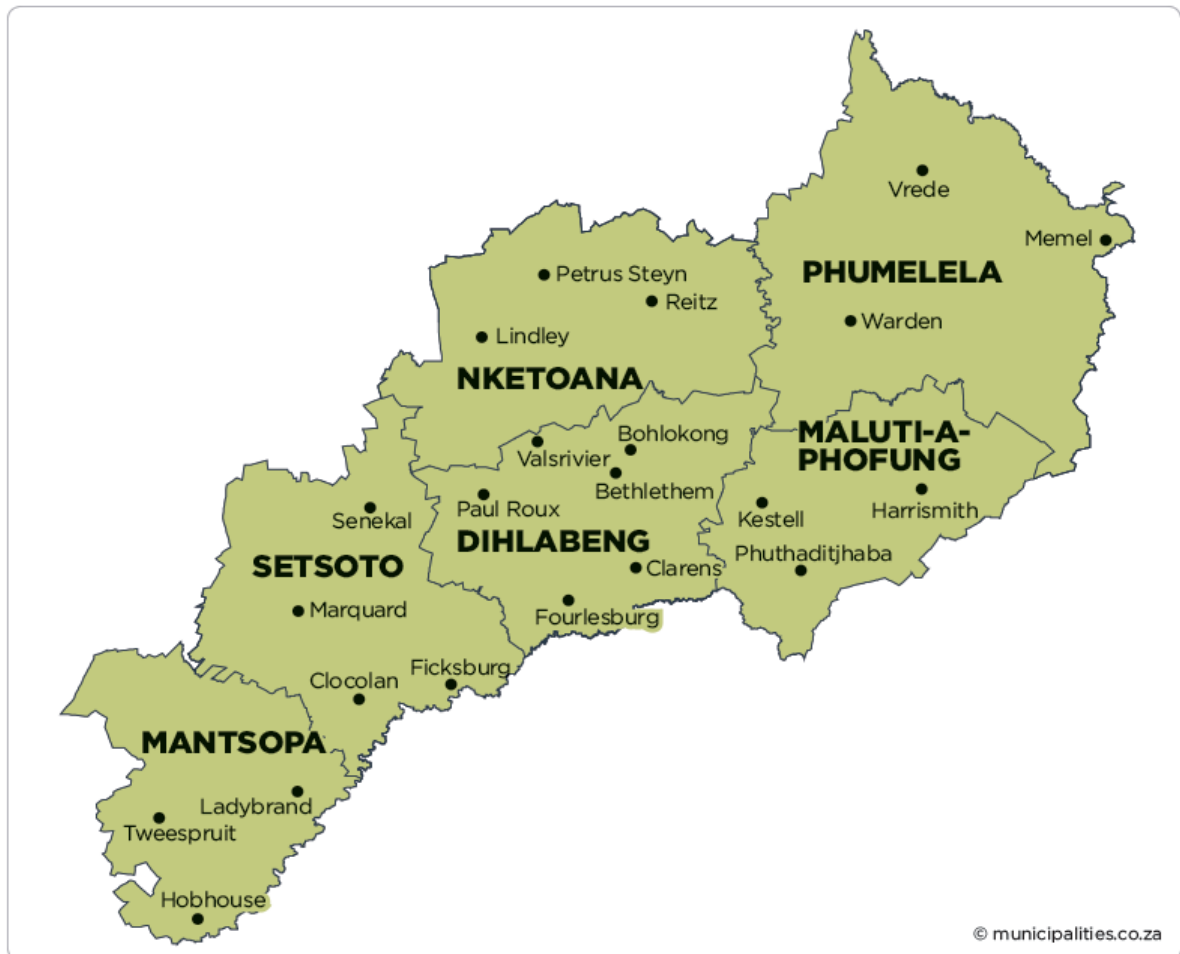 Vrede
Memel
PHUMELELA
Petrus Steyn
Reitz
Warden
Lindley
NKETOANA
MALUTI-A-
PHOFUNG
Bohlokong
Valsrivier
Bethlethem
Harrismith
Kestell
Paul Roux
Senekal
DIHLABENG
Phuthaditjhaba
SETSOTO
Clarens
Marquard
Fourlesburg
Ficksburg
Clocolan
MANTSOPA
Ladybrand
Tweespruit
Hobhouse
© municipalities.co.za